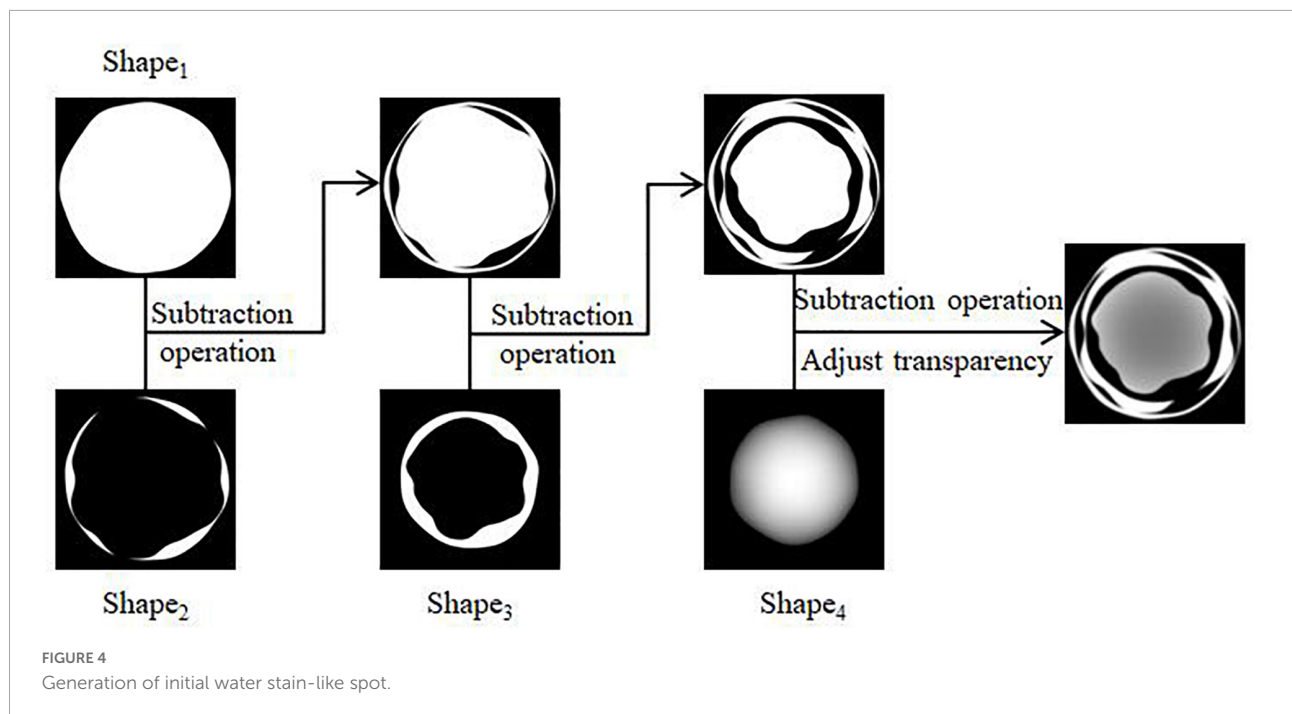 Shape₁
Subtraction
operation
Subtraction
operation
Subtraction operation
Adjust transparency
Shape₂
Shape₃
Shape₄
FIGURE 4
Generation of initial water stain-like spot.